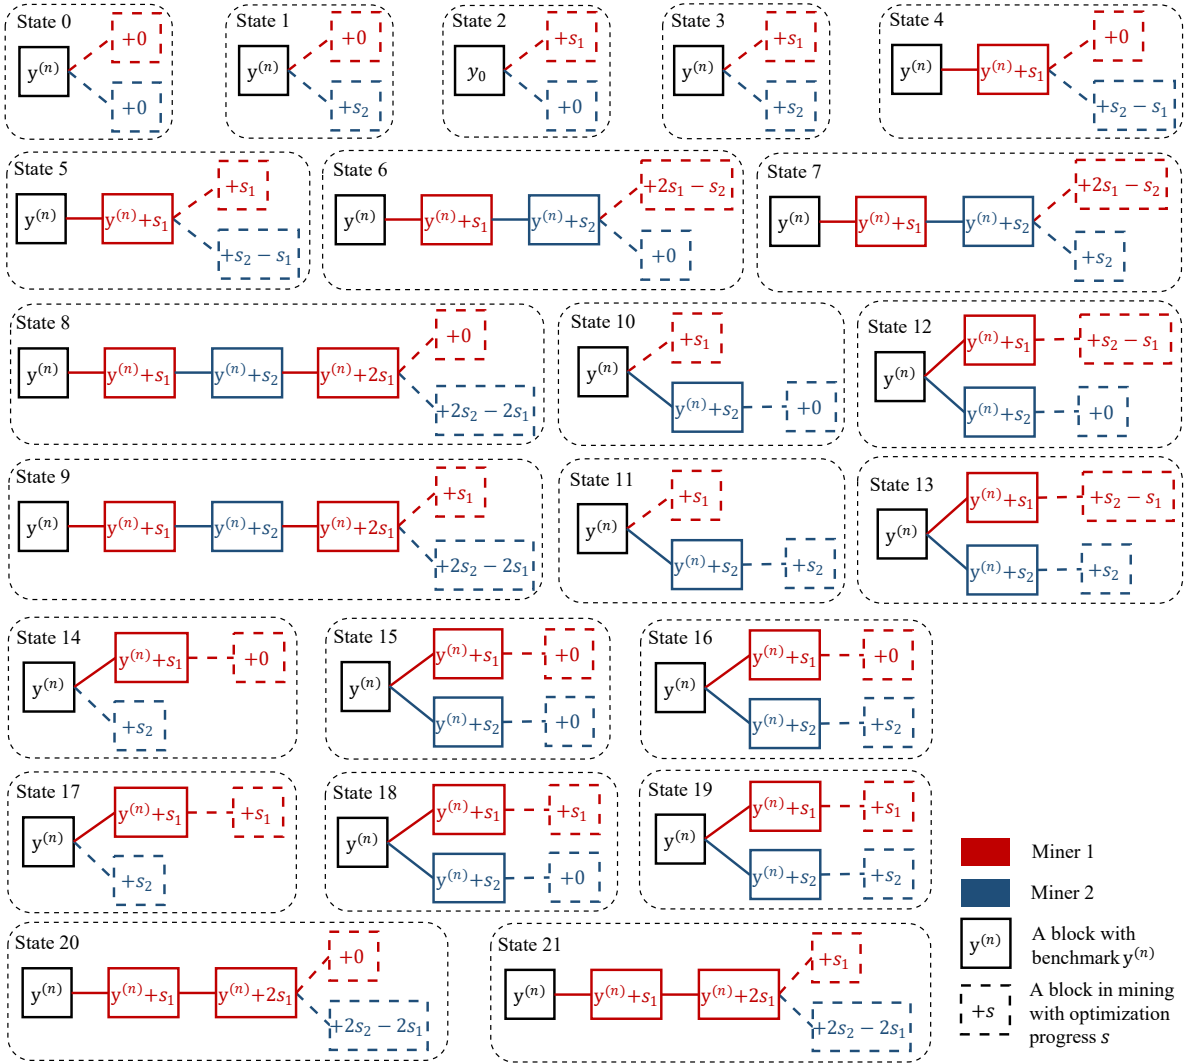 State 0
y⁽ⁿ⁾
+0
+0
State 1
y⁽ⁿ⁾
+0
+s₂
State 2
y₀
+s₁
+0
State 3
y⁽ⁿ⁾
+s₁
+s₂
State 4
y⁽ⁿ⁾
y⁽ⁿ⁾+s₁
+0
+s₂ − s₁
State 5
y⁽ⁿ⁾
y⁽ⁿ⁾+s₁
+s₁
+s₂ − s₁
State 6
y⁽ⁿ⁾
y⁽ⁿ⁾+s₁
y⁽ⁿ⁾+s₂
+2s₁ − s₂
+0
State 7
y⁽ⁿ⁾
y⁽ⁿ⁾+s₁
y⁽ⁿ⁾+s₂
+2s₁ − s₂
+s₂
State 8
y⁽ⁿ⁾
y⁽ⁿ⁾+s₁
y⁽ⁿ⁾+s₂
y⁽ⁿ⁾+2s₁
+0
+2s₂ − 2s₁
State 10
y⁽ⁿ⁾
+s₁
y⁽ⁿ⁾+s₂
+0
State 12
y⁽ⁿ⁾
y⁽ⁿ⁾+s₁
+s₂ − s₁
y⁽ⁿ⁾+s₂
+0
State 9
y⁽ⁿ⁾
y⁽ⁿ⁾+s₁
y⁽ⁿ⁾+s₂
y⁽ⁿ⁾+2s₁
+s₁
+2s₂ − 2s₁
State 11
y⁽ⁿ⁾
+s₁
y⁽ⁿ⁾+s₂
+s₂
State 13
y⁽ⁿ⁾
y⁽ⁿ⁾+s₁
+s₂ − s₁
y⁽ⁿ⁾+s₂
+s₂
State 14
y⁽ⁿ⁾
y⁽ⁿ⁾+s₁
+0
+s₂
State 15
y⁽ⁿ⁾
y⁽ⁿ⁾+s₁
+0
y⁽ⁿ⁾+s₂
+0
State 16
y⁽ⁿ⁾
y⁽ⁿ⁾+s₁
+0
y⁽ⁿ⁾+s₂
+s₂
State 17
y⁽ⁿ⁾
y⁽ⁿ⁾+s₁
+s₁
+s₂
State 18
y⁽ⁿ⁾
y⁽ⁿ⁾+s₁
+s₁
y⁽ⁿ⁾+s₂
+0
State 19
y⁽ⁿ⁾
y⁽ⁿ⁾+s₁
+s₁
y⁽ⁿ⁾+s₂
+s₂
State 20
y⁽ⁿ⁾
y⁽ⁿ⁾+s₁
y⁽ⁿ⁾+2s₁
+0
+2s₂ − 2s₁
State 21
y⁽ⁿ⁾
y⁽ⁿ⁾+s₁
y⁽ⁿ⁾+2s₁
+s₁
+2s₂ − 2s₁
Miner 1
Miner 2
y⁽ⁿ⁾
A block with
benchmark y⁽ⁿ⁾
+s
A block in mining
with optimization
progress s